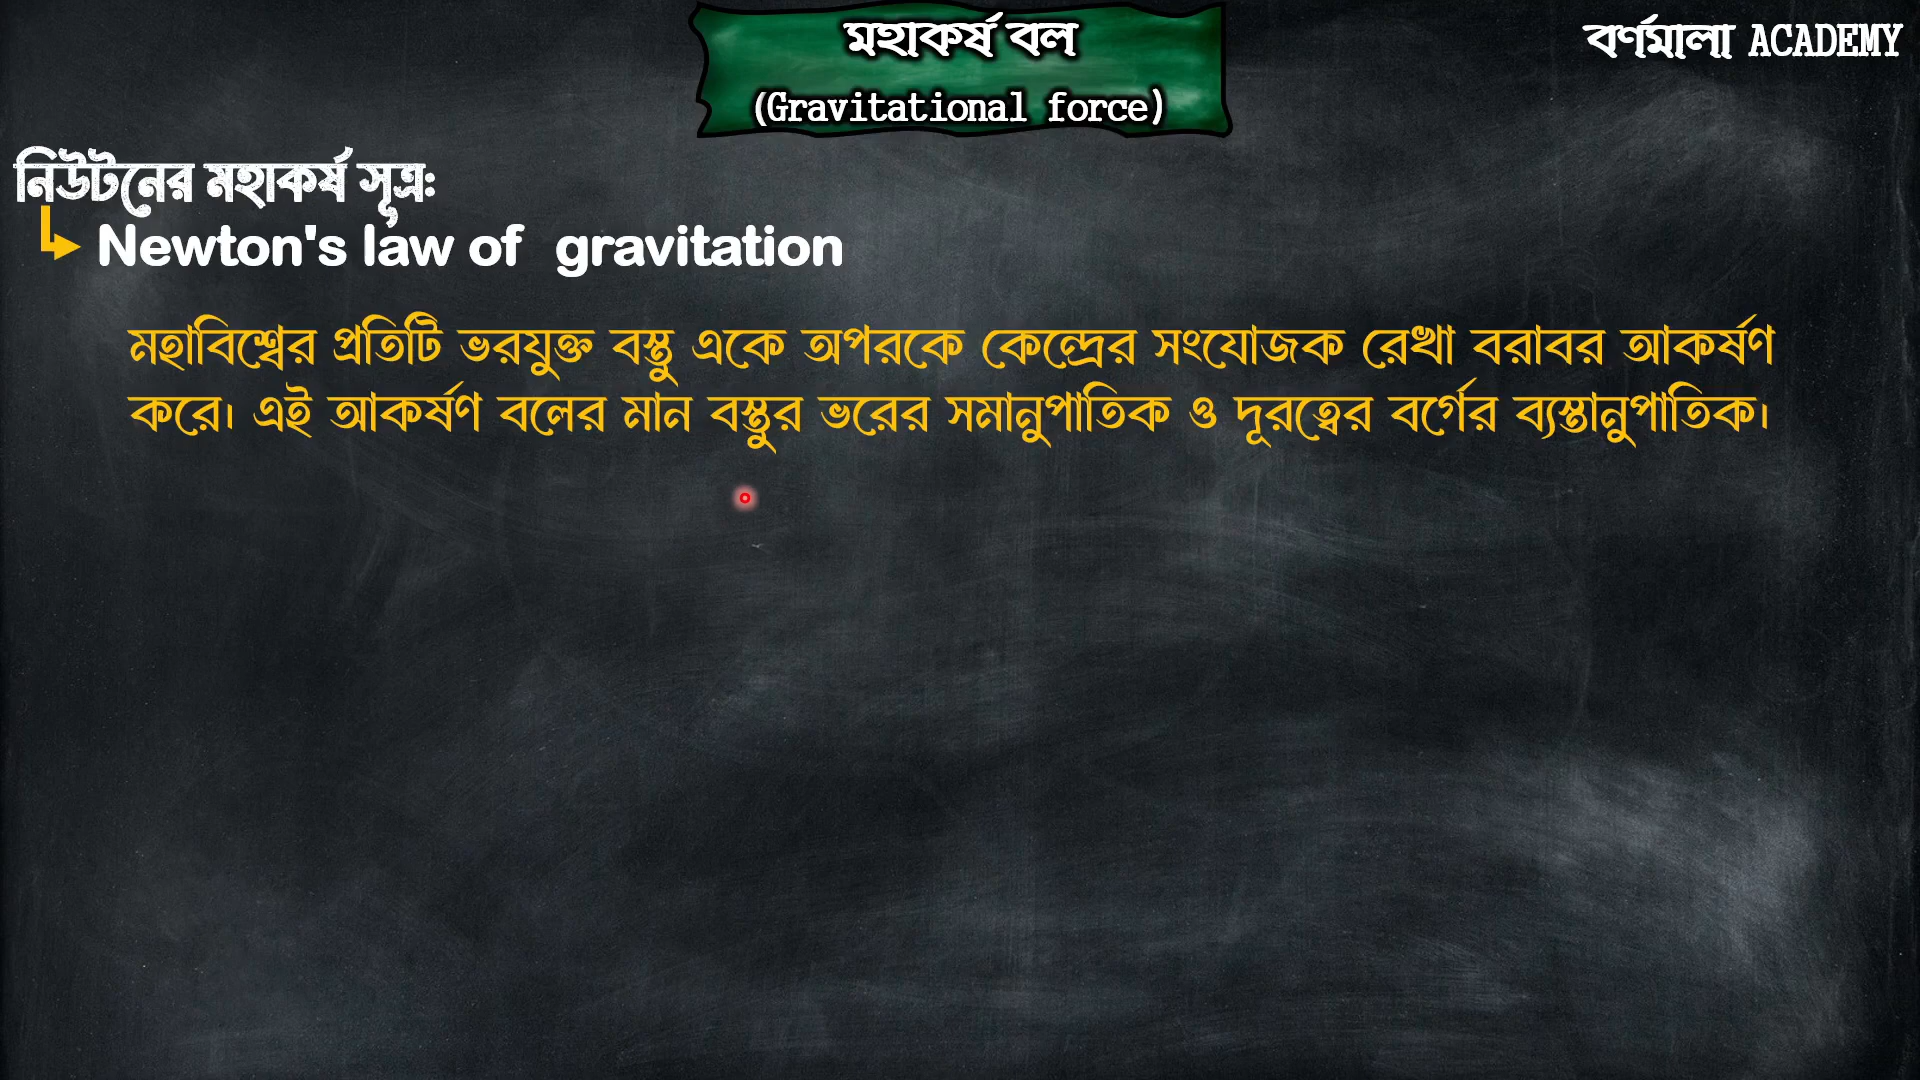 মহাকর্ষ বল
(Gravitational force)
বর্ণমালা ACADEMY
নিউটনের মহাকর্ষ সূত্রঃ
Newton's law of gravitation
মহাবিশ্বের প্রতিটি ভরযুক্ত বস্তু একে অপরকে কেন্দ্রের সংযোজক রেখা বরাবর আকর্ষণ
করে। এই আকর্ষণ বলের মান বস্তুর ভরের সমানুপাতিক ও দূরত্বের বর্গের ব্যস্তানুপাতিক।